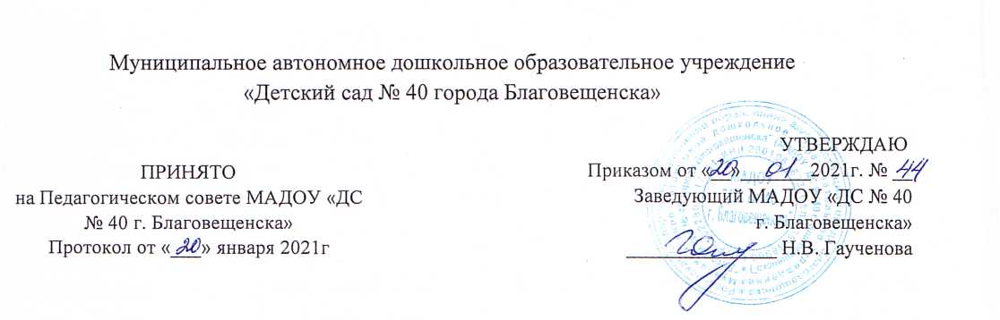 Муниципальное автономное дошкольное образовательное учреждение
«Детский сад № 40 города Благовещенска»
ПРИНЯТО
на Педагогическом совете МАДОУ «ДС
№ 40 г. Благовещенска»
Протокол от «20» января 2021г
УТВЕРЖДАЮ
Приказом от «20» 01 2021г. № 44
Заведующий МАДОУ «ДС № 40
г. Благовещенска»
Н.В. Гаученова
г. Благовещенска